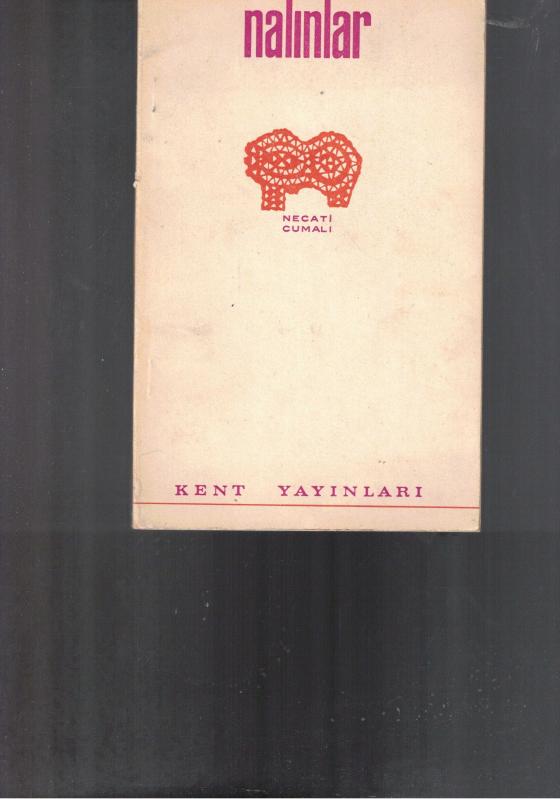 nalınlar
NECATİ
CUMALI
KENT YAYINLARI